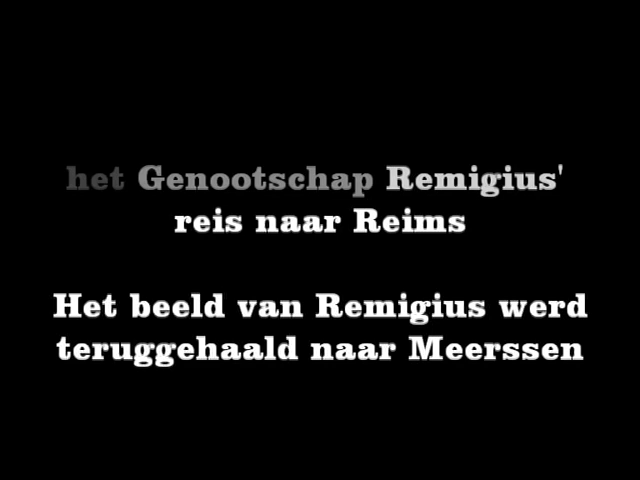 het Genootschap Remigius'
reis naar Reims
Het beeld van Remigius werd
teruggehaald naar Meerssen